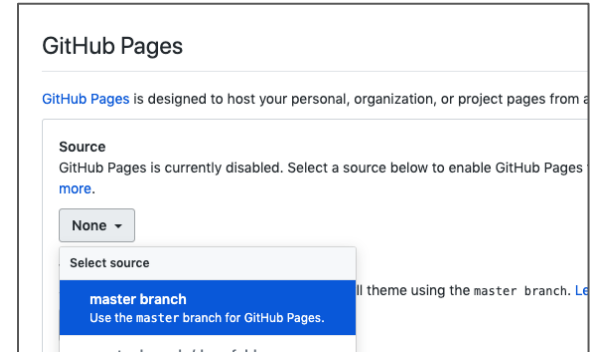 GitHub Pages
GitHub Pages is designed to host your personal, organization, or project pages from a
Source
GitHub Pages is currently disabled. Select a source below to enable GitHub Pages
more.
None
Select source
ll theme using the master branch. Le
master branch
Use the master branch for GitHub Pages.